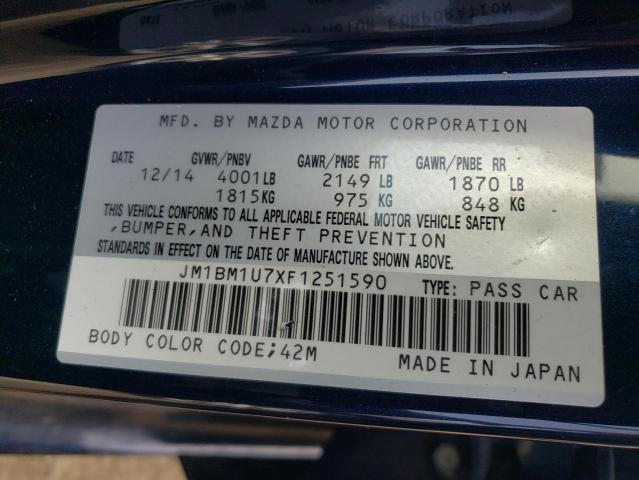 MFD. BY MAZDA MOTOR CORPORATION
DATE GVWR/PNBV GAWR/PNBE FRT GAWR/PNBE RR
12/14 4001LB 2149 LB 1870 LB
1815KG 975 KG 848 KG
THIS VEHICLE CONFORMS TO ALL APPLICABLE FEDERAL MOTOR VEHICLE SAFETY
,BUMPER,AND THEFT PREVENTION
STANDARDS IN EFFECT ON THE DATE OF MANUFACTURE SHOWN ABOVE.
JM1BM1U7XF1251590 TYPE: PASS CAR
BODY COLOR CODE;42M MADE IN JAPAN